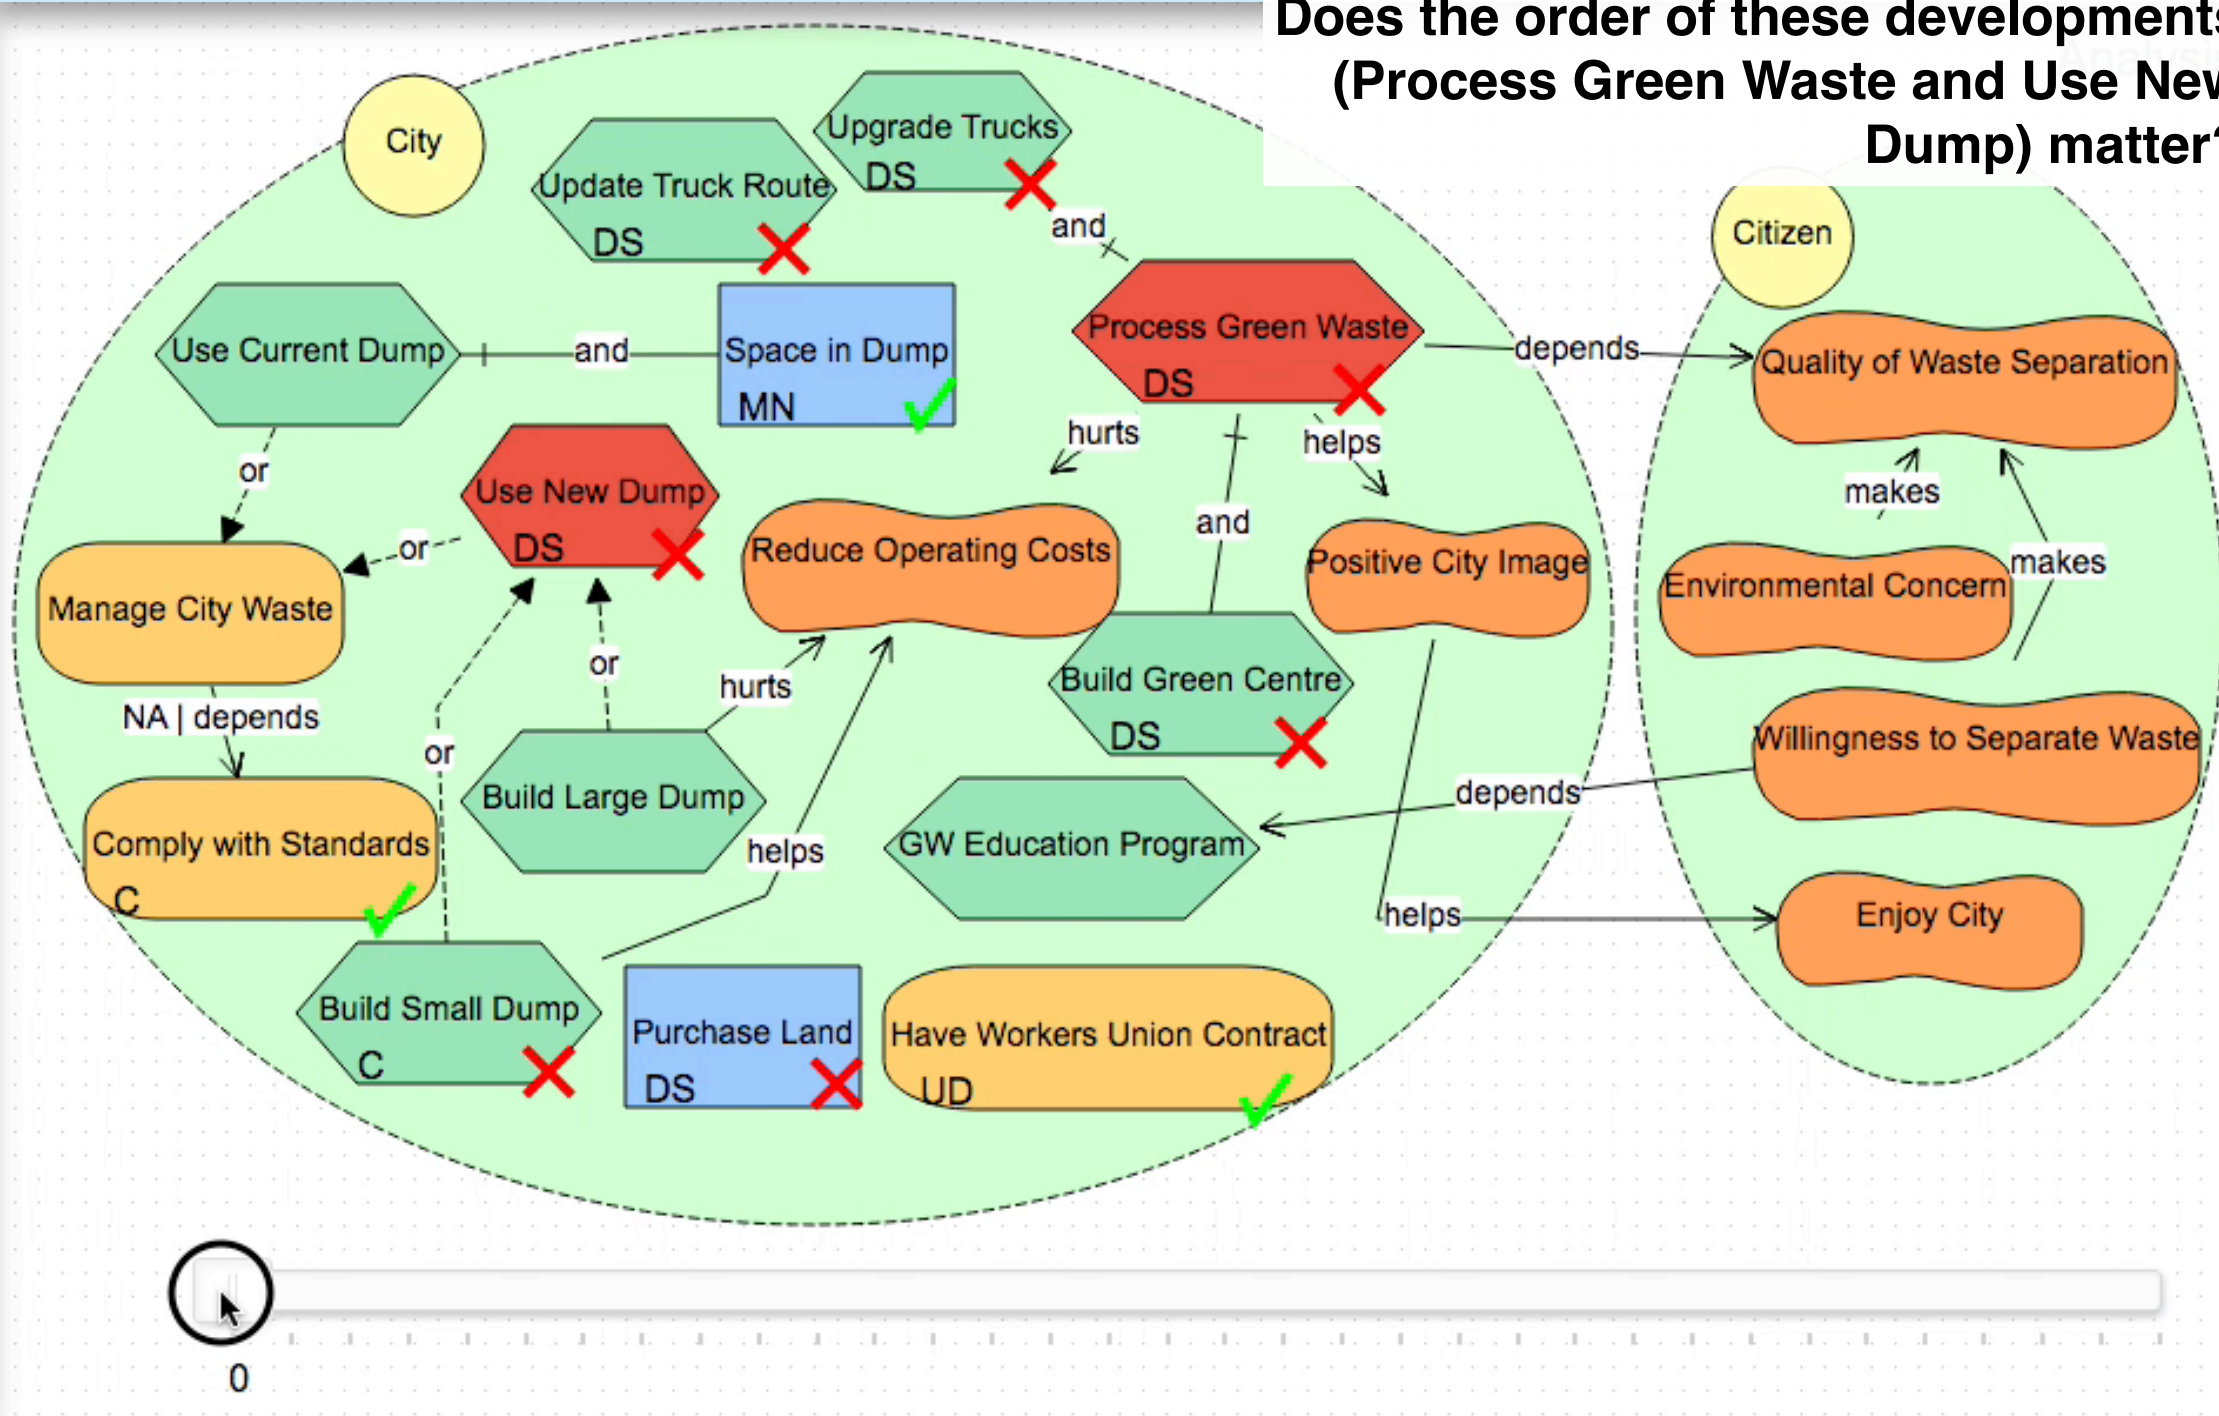 Does the order of these developments
(Process Green Waste and Use New
Dump) matter?
City
Upgrade Trucks
DS
Update Truck Route
DS
and
Citizen
Use Current Dump
and
Space in Dump
MN
Process Green Waste
DS
depends
Quality of Waste Separation
or
Use New Dump
DS
hurts
helps
makes
or
and
Reduce Operating Costs
Positive City Image
Environmental Concern
makes
Manage City Waste
or
hurts
Build Green Centre
DS
NA | depends
or
Willingness to Separate Waste
Build Large Dump
depends
helps
GW Education Program
Comply with Standards
C
helps
Enjoy City
Build Small Dump
C
Purchase Land
DS
Have Workers Union Contract
UD
0